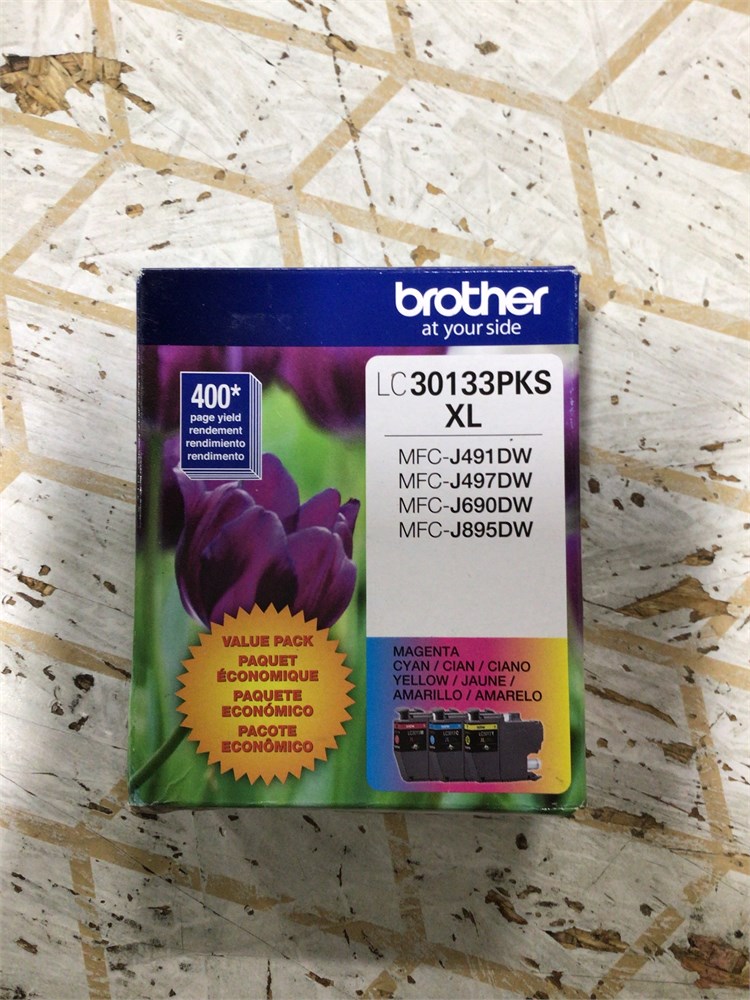 brother
at your side
400*
page yield
rendement
rendimiento
rendimento
LC30133PKS
XL
MFC-J491DW
MFC-J497DW
MFC-J690DW
MFC-J895DW
VALUE PACK
PAQUET
ÉCONOMIQUE
PAQUETE
ECONÓMICO
PACOTE
ECONÔMICO
MAGENTA
CYAN / CIAN / CIANO
YELLOW / JAUNE /
AMARILLO / AMARELO